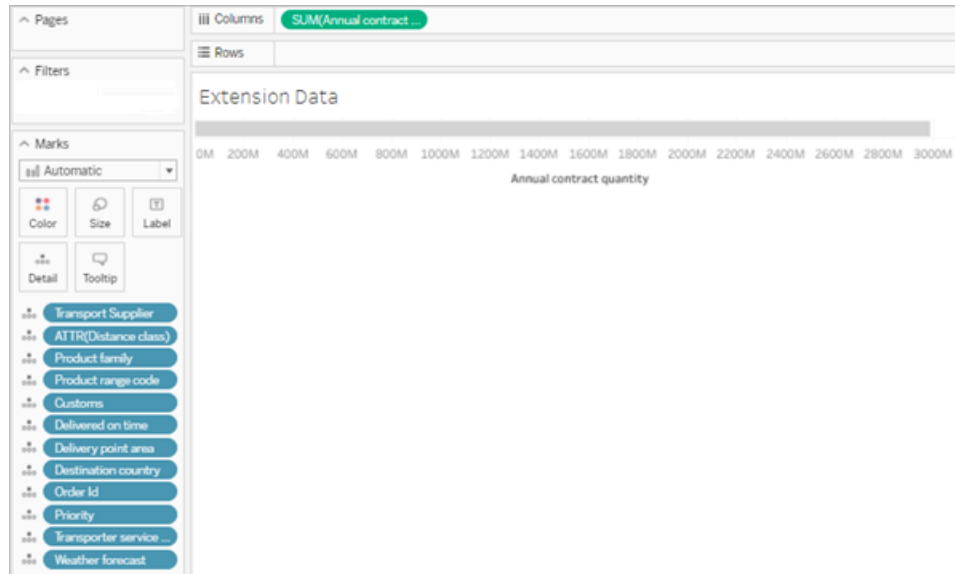 Pages
Columns
SUM(Annual contract ...
Rows
Filters
Extension Data
Marks
Automatic
0M 200M 400M 600M 800M 1000M 1200M 1400M 1600M 1800M 2000M 2200M 2400M 2600M 2800M 3000M
Annual contract quantity
Color Size Label
Detail Tooltip
Transport Supplier
ATTR(Distance class)
Product family
Product range code
Customs
Delivered on time
Delivery point area
Destination country
Order Id
Priority
Transporter service ...
Weather forecast